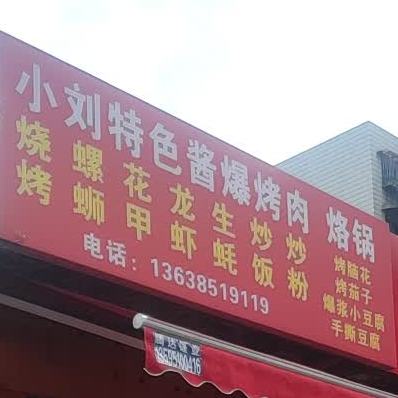 小刘特色酱爆烤肉 烙锅
烧烤 螺蛳 花甲 龙虾 生蚝 炒饭 炒粉
烤脑花
烤茄子
爆浆小豆腐
手撕豆腐
电话：13638519119
13595100416